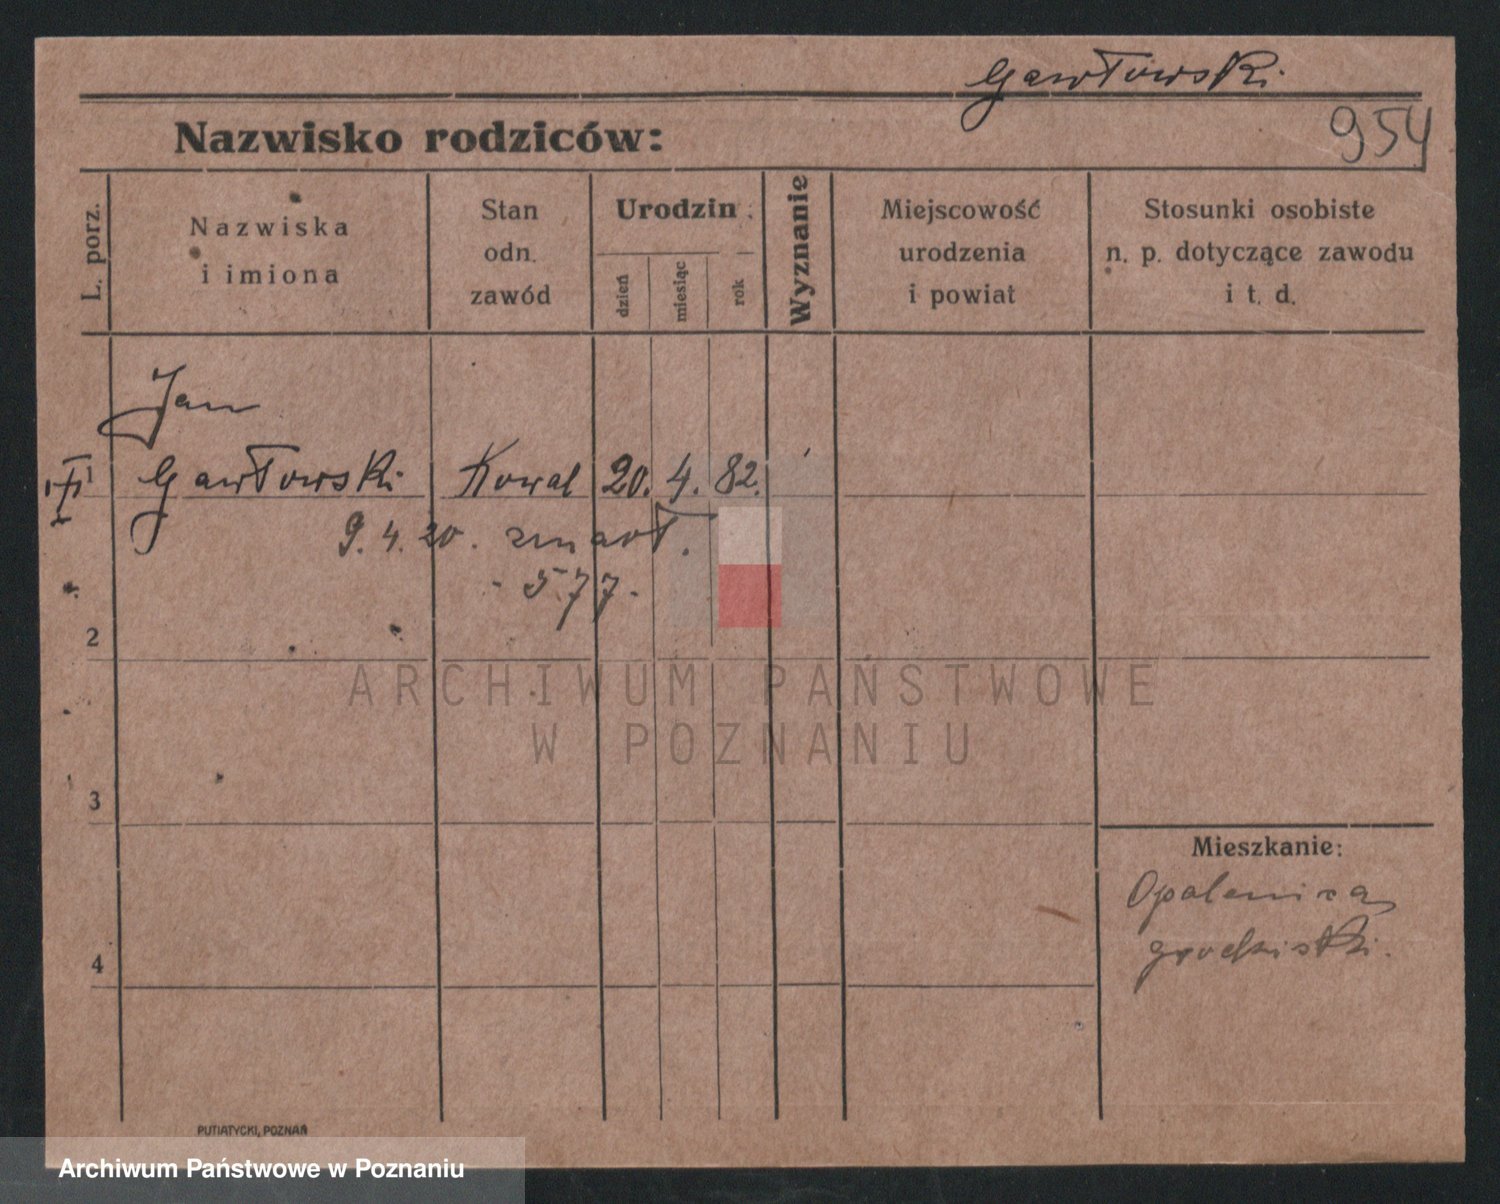 Gawłowski
Nazwisko rodziców:
954
L. porz.
Nazwiska
i imiona
Stan
odn.
zawód
Urodzin
dzień
miesiąc
rok
Wyznanie
Miejscowość
urodzenia
i powiat
Stosunki osobiste
n. p. dotyczące zawodu
i t. d.
Jan
1 Gawłowski Kowal 20. 4. 82.
9. 4. 20. zmarł.
- 577.
2
3
4
Mieszkanie:
Opalenica
grodziski.
ARCHIWUM PAŃSTWOWE
W POZNANIU
PUTIATYCKI, POZNAŃ
Archiwum Państwowe w Poznaniu